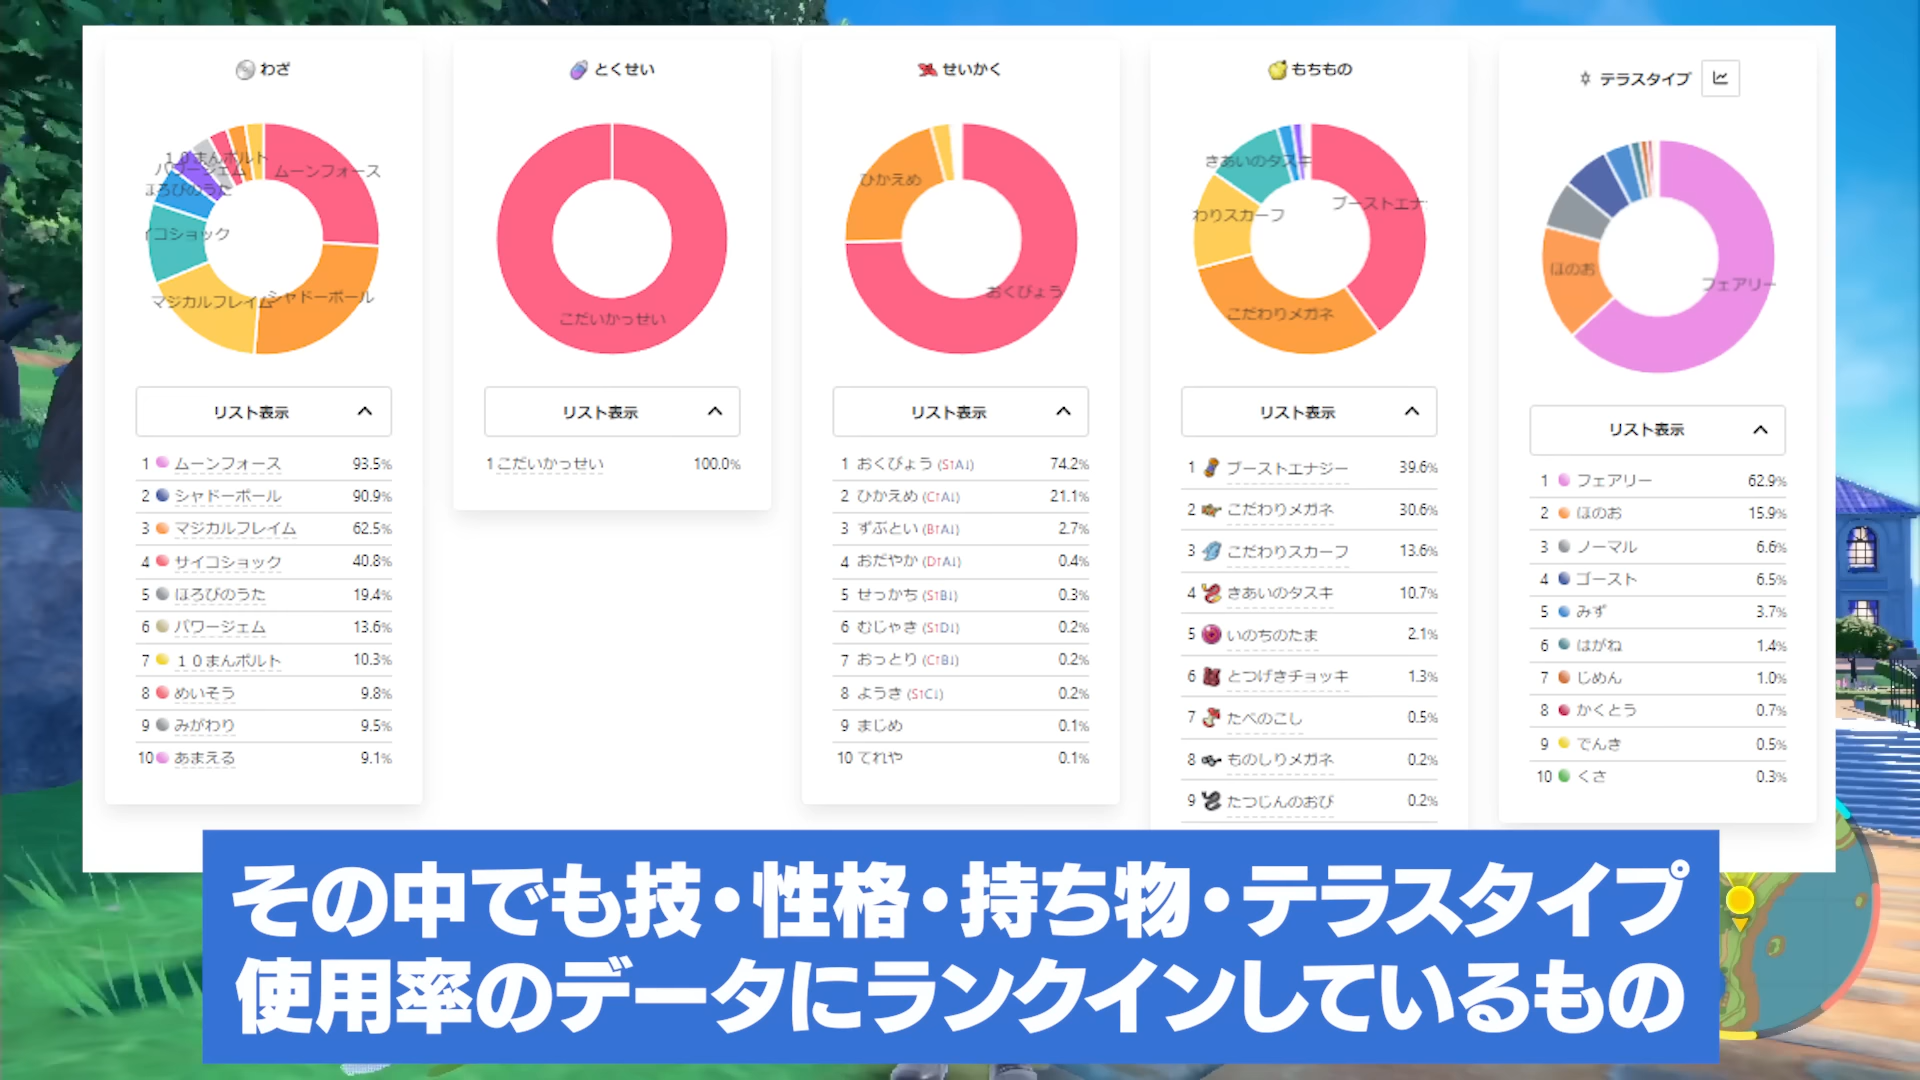 わざ
１０まんボルト
パワージェム
ほろびのうた
イコショック
マジカルフレイム
ムーンフォース
シャドーボール
リスト表示
1 ムーンフォース 93.5%
2 シャドーボール 90.9%
3 マジカルフレイム 62.5%
4 サイコショック 40.8%
5 ほろびのうた 19.4%
6 パワージェム 13.6%
7 １０まんボルト 10.3%
8 めいそう 9.8%
9 みがわり 9.5%
10 あまえる 9.1%
とくせい
こだいかっせい
リスト表示
1 こだいかっせい 100.0%
せいかく
ひかえめ
おくびょう
リスト表示
1 おくびょう (S↑A↓) 74.2%
2 ひかえめ (C↑A↓) 21.1%
3 ずぶとい (B↑A↓) 2.7%
4 おだやか (D↑A↓) 0.4%
5 せっかち (S↑B↓) 0.3%
6 むじゃき (S↑D↓) 0.2%
7 おっとり (C↑B↓) 0.2%
8 ようき (S↑C↓) 0.2%
9 まじめ 0.1%
10 てれや 0.1%
もちもの
きあいのタスキ
わりスカーフ
ブーストエナ
こだわりメガネ
リスト表示
1 ブーストエナジー 39.6%
2 こだわりメガネ 30.6%
3 こだわりスカーフ 13.6%
4 きあいのタスキ 10.7%
5 いのちのたま 2.1%
6 とつげきチョッキ 1.3%
7 たべのこし 0.5%
8 ものしりメガネ 0.2%
9 たつじんのおび 0.2%
テラスタイプ
ほのお
フェアリー
リスト表示
1 フェアリー 62.9%
2 ほのお 15.9%
3 ノーマル 6.6%
4 ゴースト 6.5%
5 みず 3.7%
6 はがね 1.4%
7 じめん 1.0%
8 かくとう 0.7%
9 でんき 0.5%
10 くさ 0.3%
その中でも技・性格・持ち物・テラスタイプ
使用率のデータにランクインしているもの